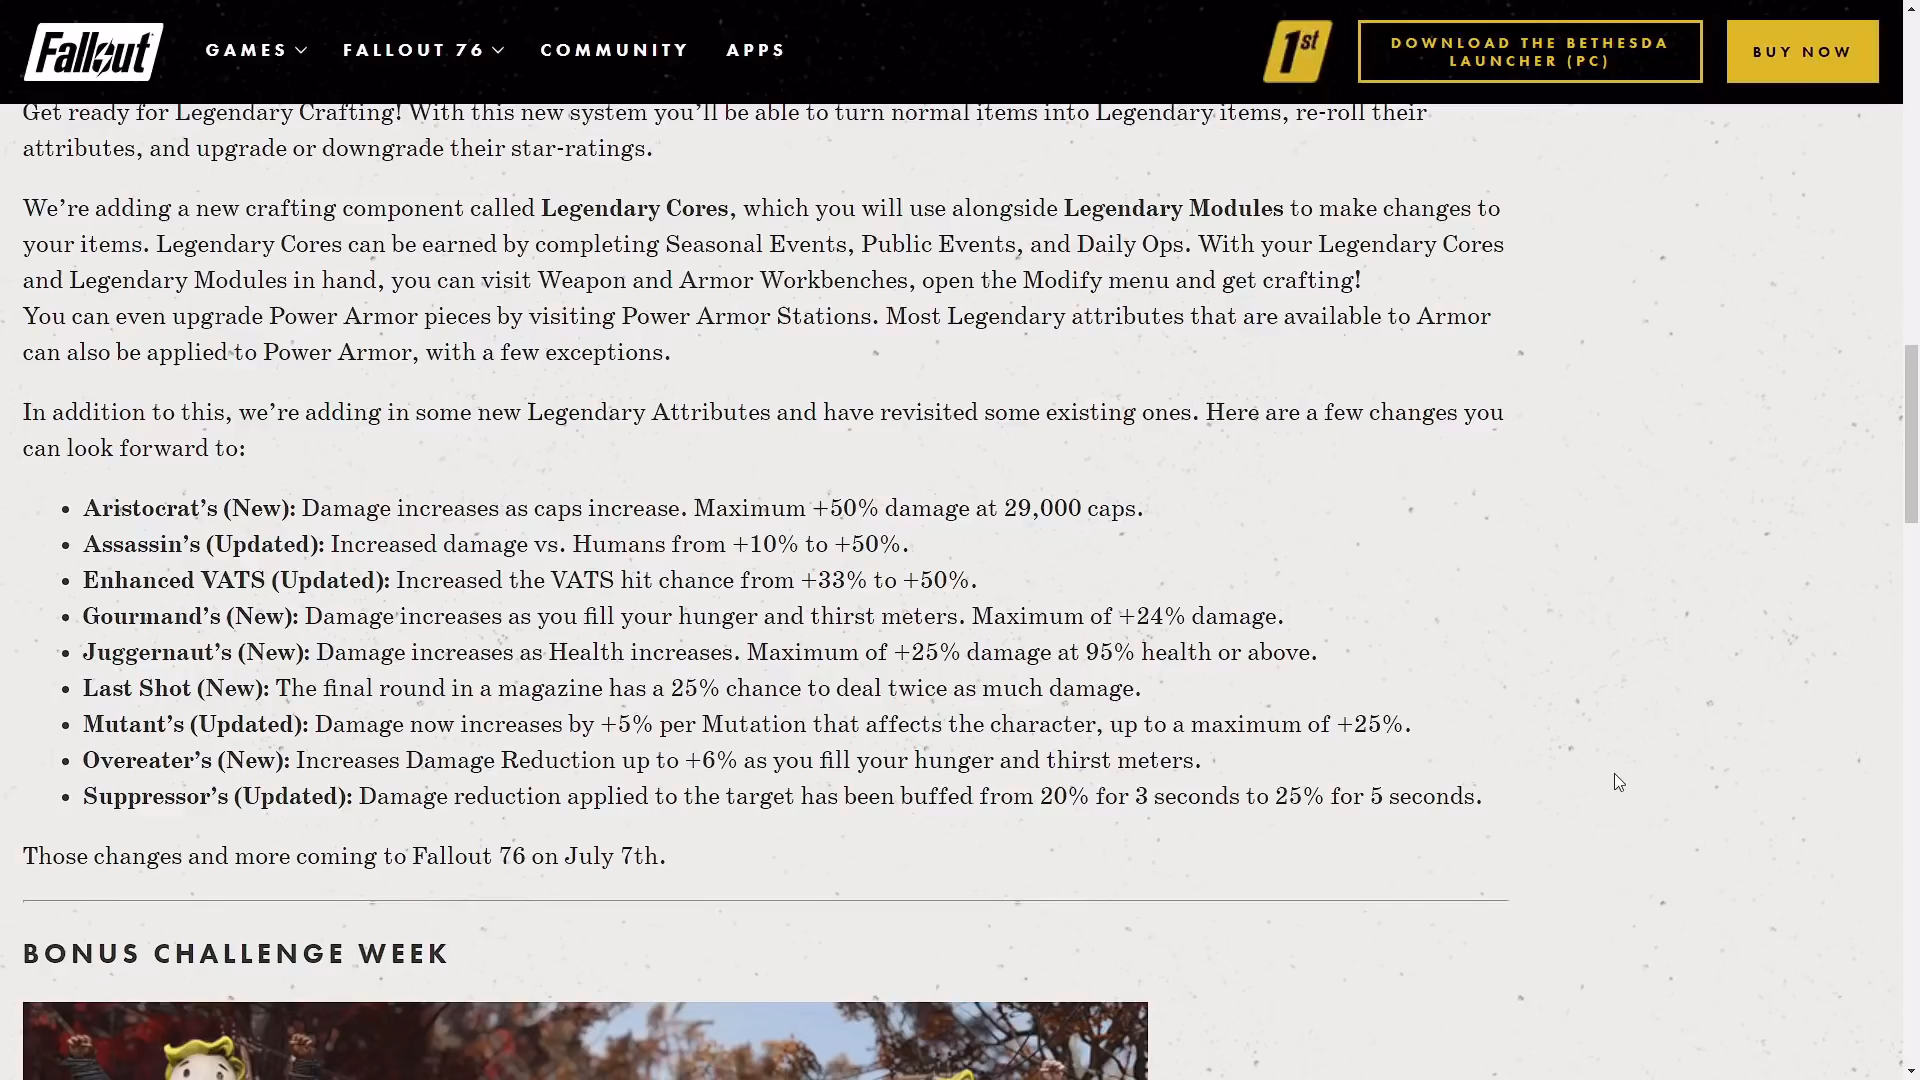 Fallout
GAMES
FALLOUT 76
COMMUNITY
APPS
1st
DOWNLOAD THE BETHESDA
LAUNCHER (PC)
BUY NOW
Get ready for Legendary Crafting! With this new system you’ll be able to turn normal items into Legendary items, re-roll their
attributes, and upgrade or downgrade their star-ratings.
We’re adding a new crafting component called Legendary Cores, which you will use alongside Legendary Modules to make changes to
your items. Legendary Cores can be earned by completing Seasonal Events, Public Events, and Daily Ops. With your Legendary Cores
and Legendary Modules in hand, you can visit Weapon and Armor Workbenches, open the Modify menu and get crafting!
You can even upgrade Power Armor pieces by visiting Power Armor Stations. Most Legendary attributes that are available to Armor
can also be applied to Power Armor, with a few exceptions.
In addition to this, we’re adding in some new Legendary Attributes and have revisited some existing ones. Here are a few changes you
can look forward to:
• Aristocrat’s (New): Damage increases as caps increase. Maximum +50% damage at 29,000 caps.
• Assassin’s (Updated): Increased damage vs. Humans from +10% to +50%.
• Enhanced VATS (Updated): Increased the VATS hit chance from +33% to +50%.
• Gourmand’s (New): Damage increases as you fill your hunger and thirst meters. Maximum of +24% damage.
• Juggernaut’s (New): Damage increases as Health increases. Maximum of +25% damage at 95% health or above.
• Last Shot (New): The final round in a magazine has a 25% chance to deal twice as much damage.
• Mutant’s (Updated): Damage now increases by +5% per Mutation that affects the character, up to a maximum of +25%.
• Overeater’s (New): Increases Damage Reduction up to +6% as you fill your hunger and thirst meters.
• Suppressor’s (Updated): Damage reduction applied to the target has been buffed from 20% for 3 seconds to 25% for 5 seconds.
Those changes and more coming to Fallout 76 on July 7th.
BONUS CHALLENGE WEEK